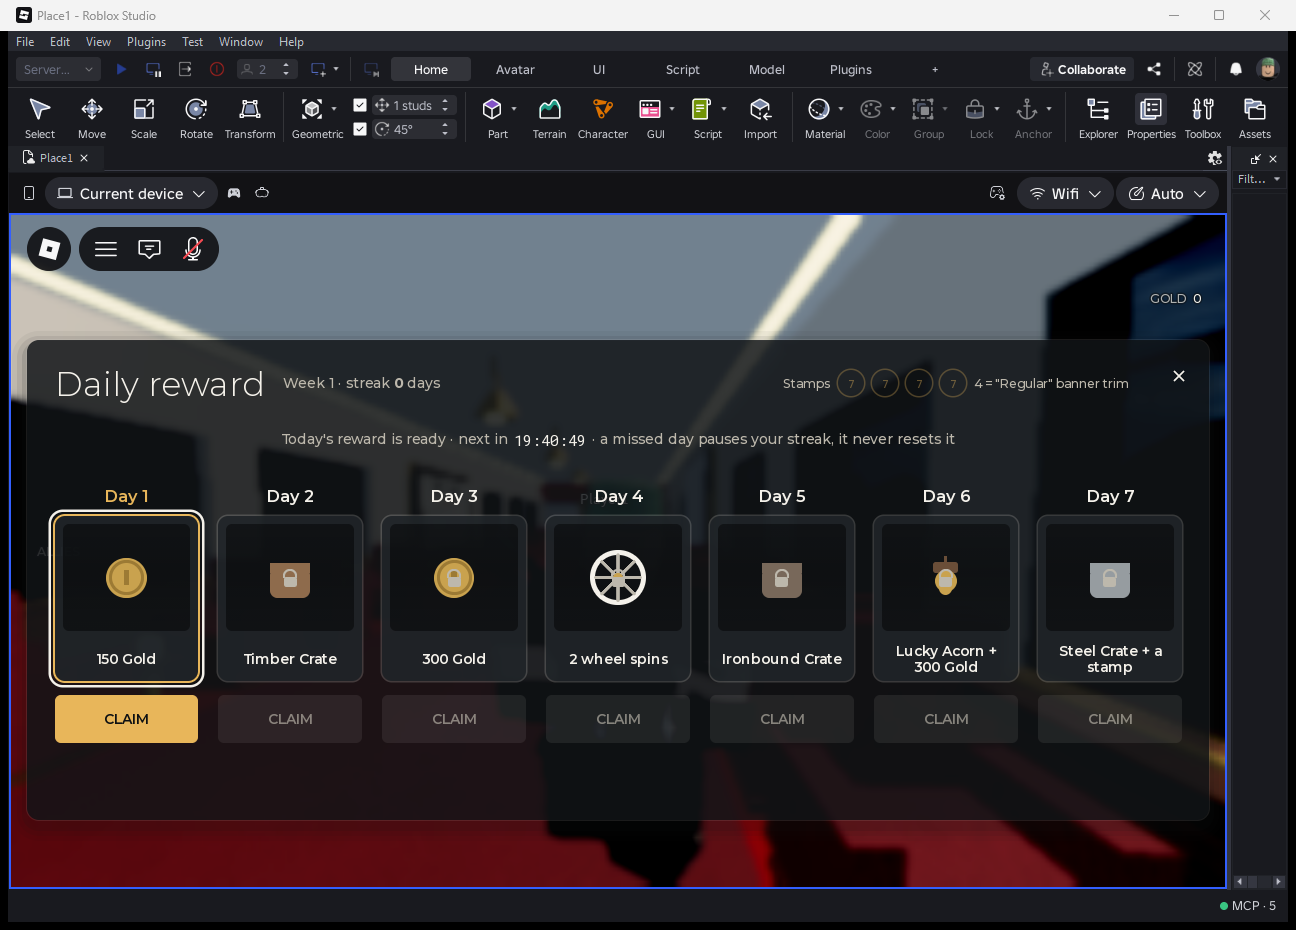 Place1 - Roblox Studio
File Edit View Plugins Test Window Help
Server... 2 Home Avatar UI Script Model Plugins + Collaborate
1 studs
45°
Select Move Scale Rotate Transform Geometric Part Terrain Character GUI Script Import Material Color Group Lock Anchor Explorer Properties Toolbox Assets
Place1
Filt...
Current device Wifi Auto
GOLD 0
Daily reward Week 1 · streak 0 days Stamps 7 7 7 7 4 = "Regular" banner trim
Today's reward is ready · next in 19:40:49 · a missed day pauses your streak, it never resets it
Day 1 Day 2 Day 3 Day 4 Day 5 Day 6 Day 7
150 Gold Timber Crate 300 Gold 2 wheel spins Ironbound Crate Lucky Acorn + 300 Gold Steel Crate + a stamp
CLAIM CLAIM CLAIM CLAIM CLAIM CLAIM CLAIM
MCP · 5